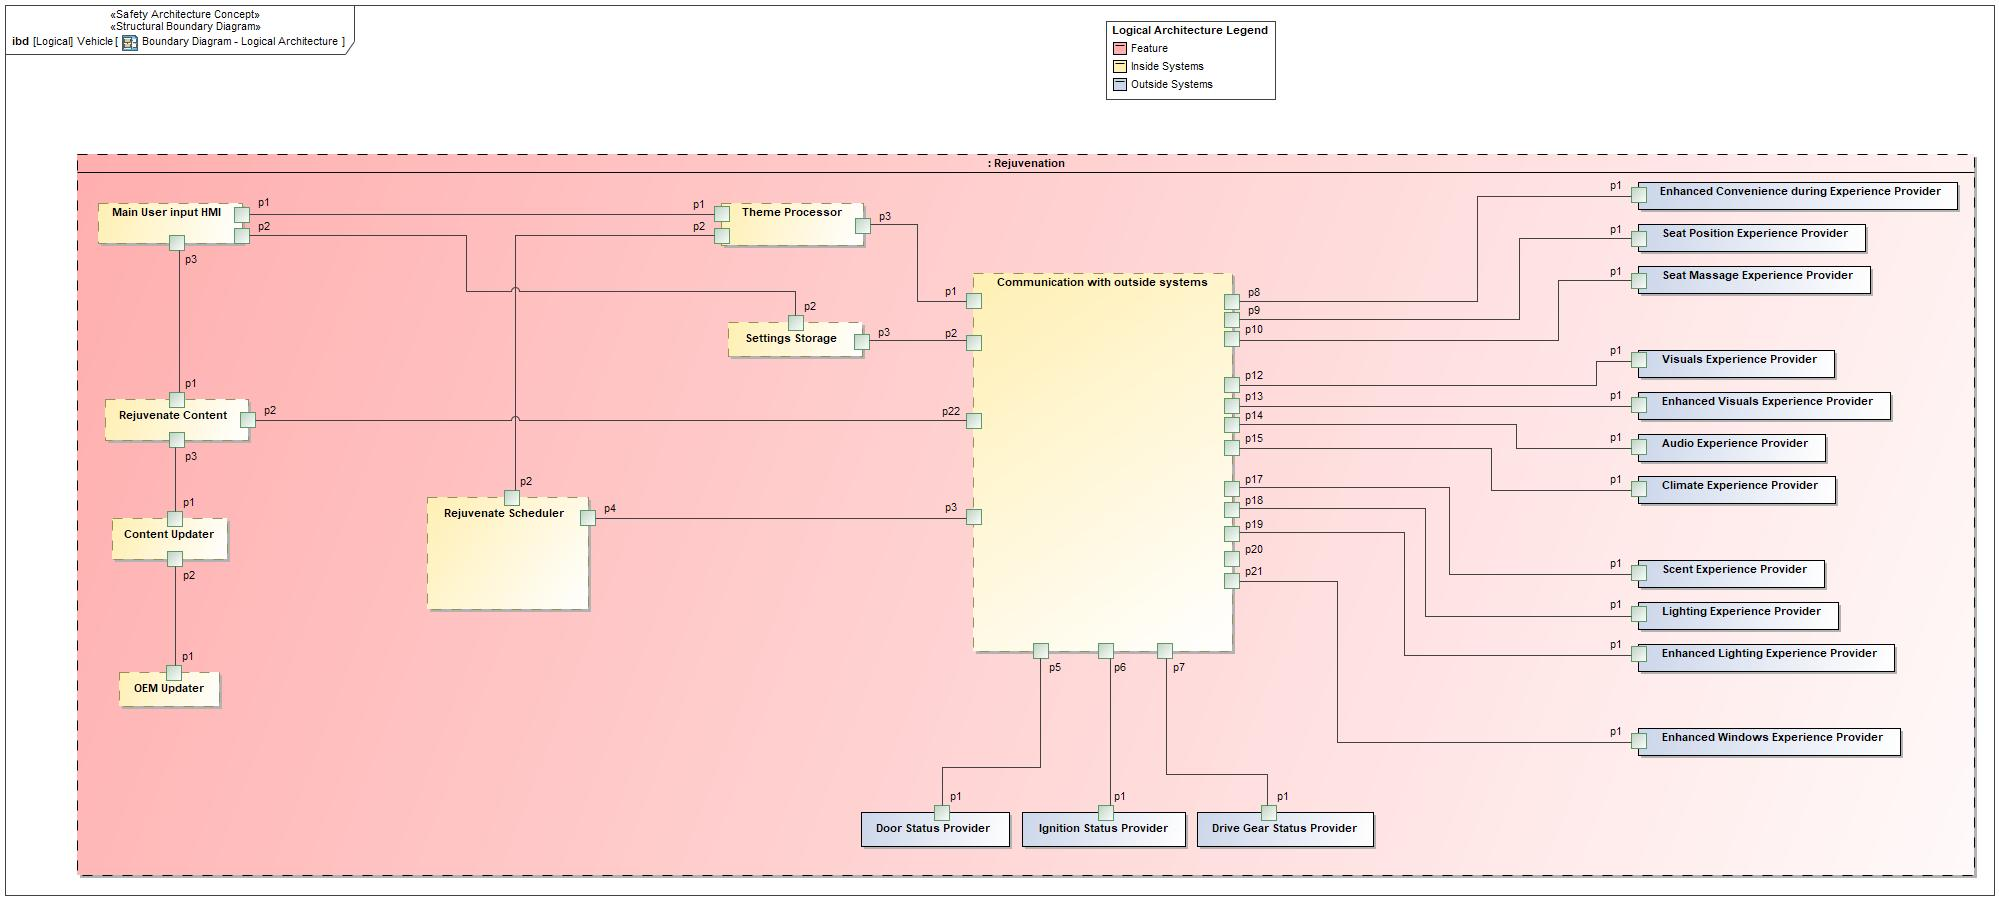 «Safety Architecture Concept»
«Structural Boundary Diagram»
ibd [Logical] Vehicle [ Boundary Diagram - Logical Architecture ]
Logical Architecture Legend
Feature
Inside Systems
Outside Systems
: Rejuvenation
Main User input HMI
p1
p2
p3
p1
p2
Theme Processor
p3
p2
Settings Storage
p3
p1
Rejuvenate Content
p2
p3
p1
Content Updater
p2
p1
OEM Updater
p2
Rejuvenate Scheduler
p4
Communication with outside systems
p1
p2
p22
p3
p8
p9
p10
p12
p13
p14
p15
p17
p18
p19
p20
p21
p5
p6
p7
p1
Enhanced Convenience during Experience Provider
p1
Seat Position Experience Provider
p1
Seat Massage Experience Provider
p1
Visuals Experience Provider
p1
Enhanced Visuals Experience Provider
p1
Audio Experience Provider
p1
Climate Experience Provider
p1
Scent Experience Provider
p1
Lighting Experience Provider
p1
Enhanced Lighting Experience Provider
p1
Enhanced Windows Experience Provider
p1
Door Status Provider
p1
Ignition Status Provider
p1
Drive Gear Status Provider